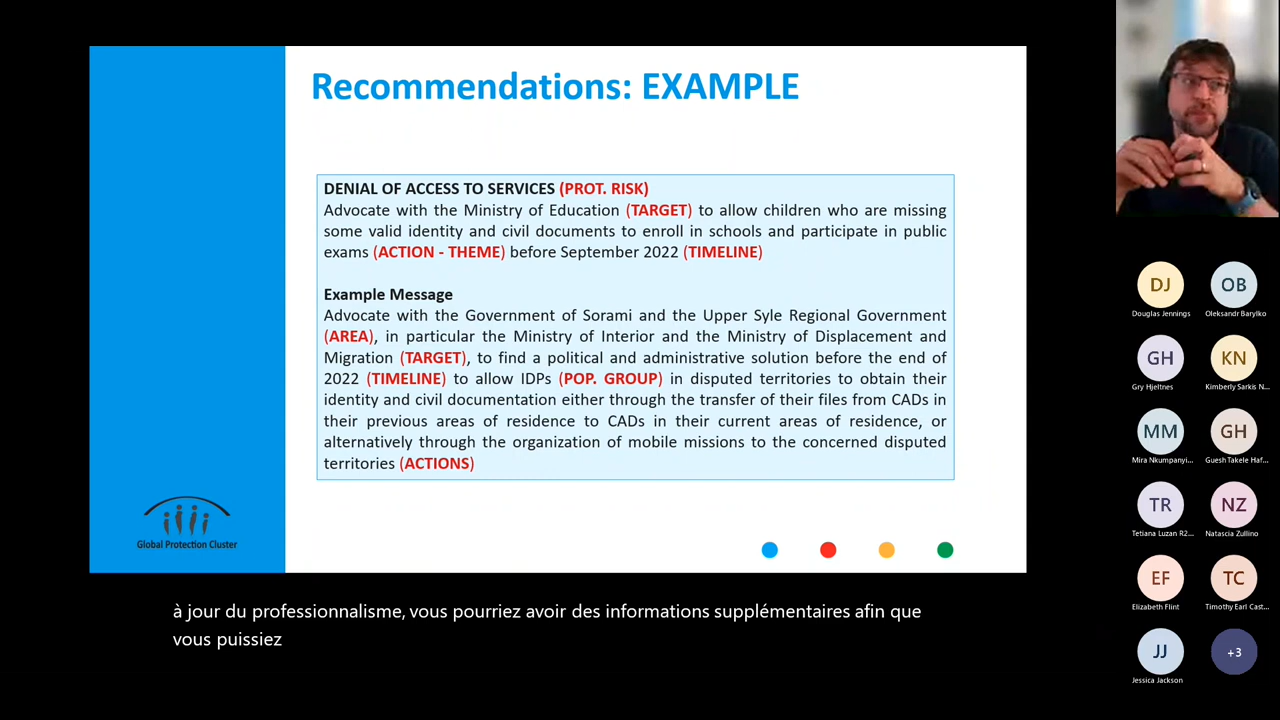 Recommendations: EXAMPLE
DENIAL OF ACCESS TO SERVICES (PROT. RISK)
Advocate with the Ministry of Education (TARGET) to allow children who are missing
some valid identity and civil documents to enroll in schools and participate in public
exams (ACTION - THEME) before September 2022 (TIMELINE)
Example Message
Advocate with the Government of Sorami and the Upper Syle Regional Government
(AREA), in particular the Ministry of Interior and the Ministry of Displacement and
Migration (TARGET), to find a political and administrative solution before the end of
2022 (TIMELINE) to allow IDPs (POP. GROUP) in disputed territories to obtain their
identity and civil documentation either through the transfer of their files from CADs in
their previous areas of residence to CADs in their current areas of residence, or
alternatively through the organization of mobile missions to the concerned disputed
territories (ACTIONS)
Global Protection Cluster
à jour du professionnalisme, vous pourriez avoir des informations supplémentaires afin que
vous puissiez
DJ
Douglas Jennings
OB
Oleksandr Barylko
GH
Gry Hjeltnes
KN
Kimberly Sarkis N...
MM
Mira Nkumpanyi...
GH
Guesh Takele Haf...
TR
Tetiana Luzan R2...
NZ
Natascia Zullino
EF
Elizabeth Flint
TC
Timothy Earl Cast...
JJ
Jessica Jackson
+3